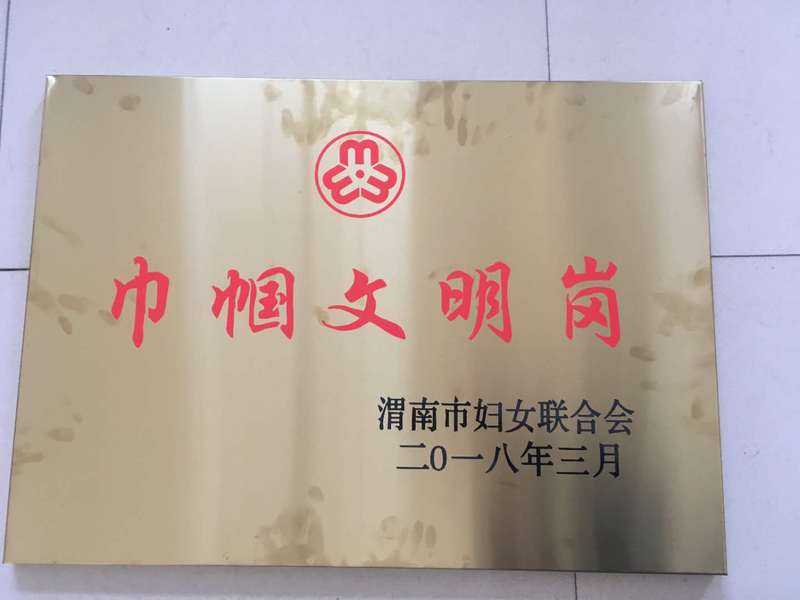 巾帼文明岗
渭南市妇女联合会
二0一八年三月